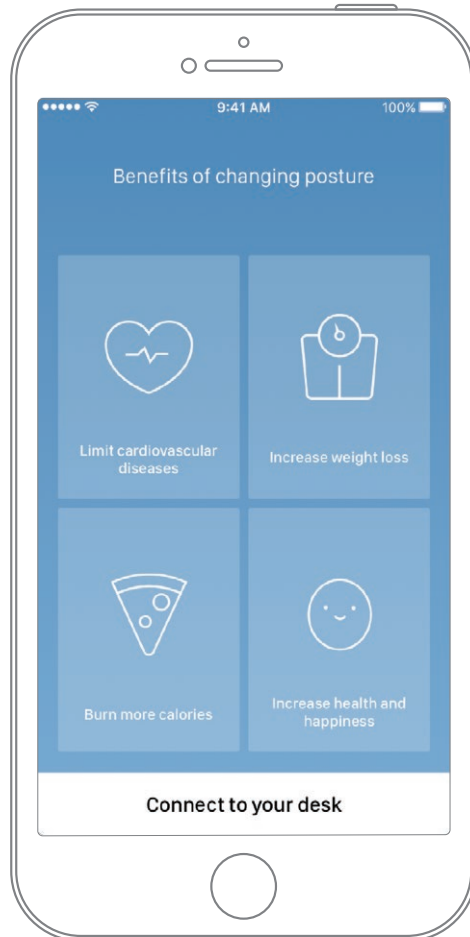 9:41 AM
100%
Benefits of changing posture
Limit cardiovascular
diseases
Increase weight loss
Burn more calories
Increase health and
happiness
Connect to your desk